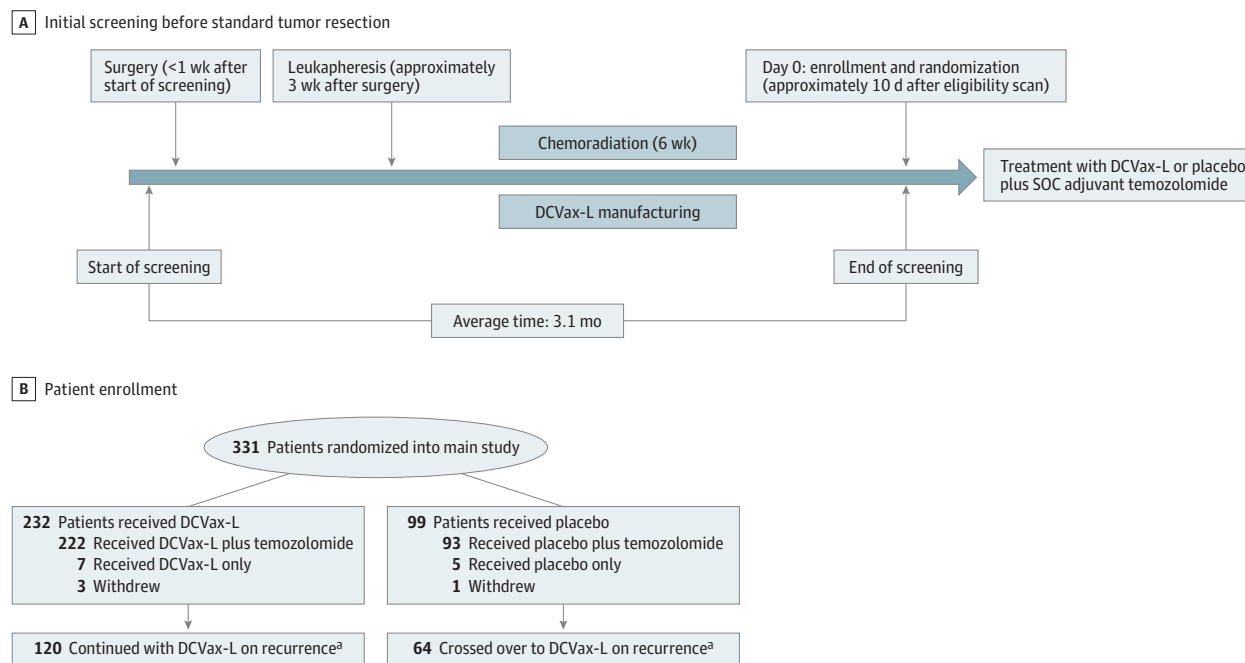 A Initial screening before standard tumor resection
Surgery (<1 wk after
start of screening)
Leukapheresis (approximately
3 wk after surgery)
Day 0: enrollment and randomization
(approximately 10 d after eligibility scan)
Chemoradiation (6 wk)
Treatment with DCVax-L or placebo
plus SOC adjuvant temozolomide
DCVax-L manufacturing
Start of screening
End of screening
Average time: 3.1 mo
B Patient enrollment
331 Patients randomized into main study
232 Patients received DCVax-L
222 Received DCVax-L plus temozolomide
7 Received DCVax-L only
3 Withdrew
99 Patients received placebo
93 Received placebo plus temozolomide
5 Received placebo only
1 Withdrew
120 Continued with DCVax-L on recurrenceᵃ
64 Crossed over to DCVax-L on recurrenceᵃ